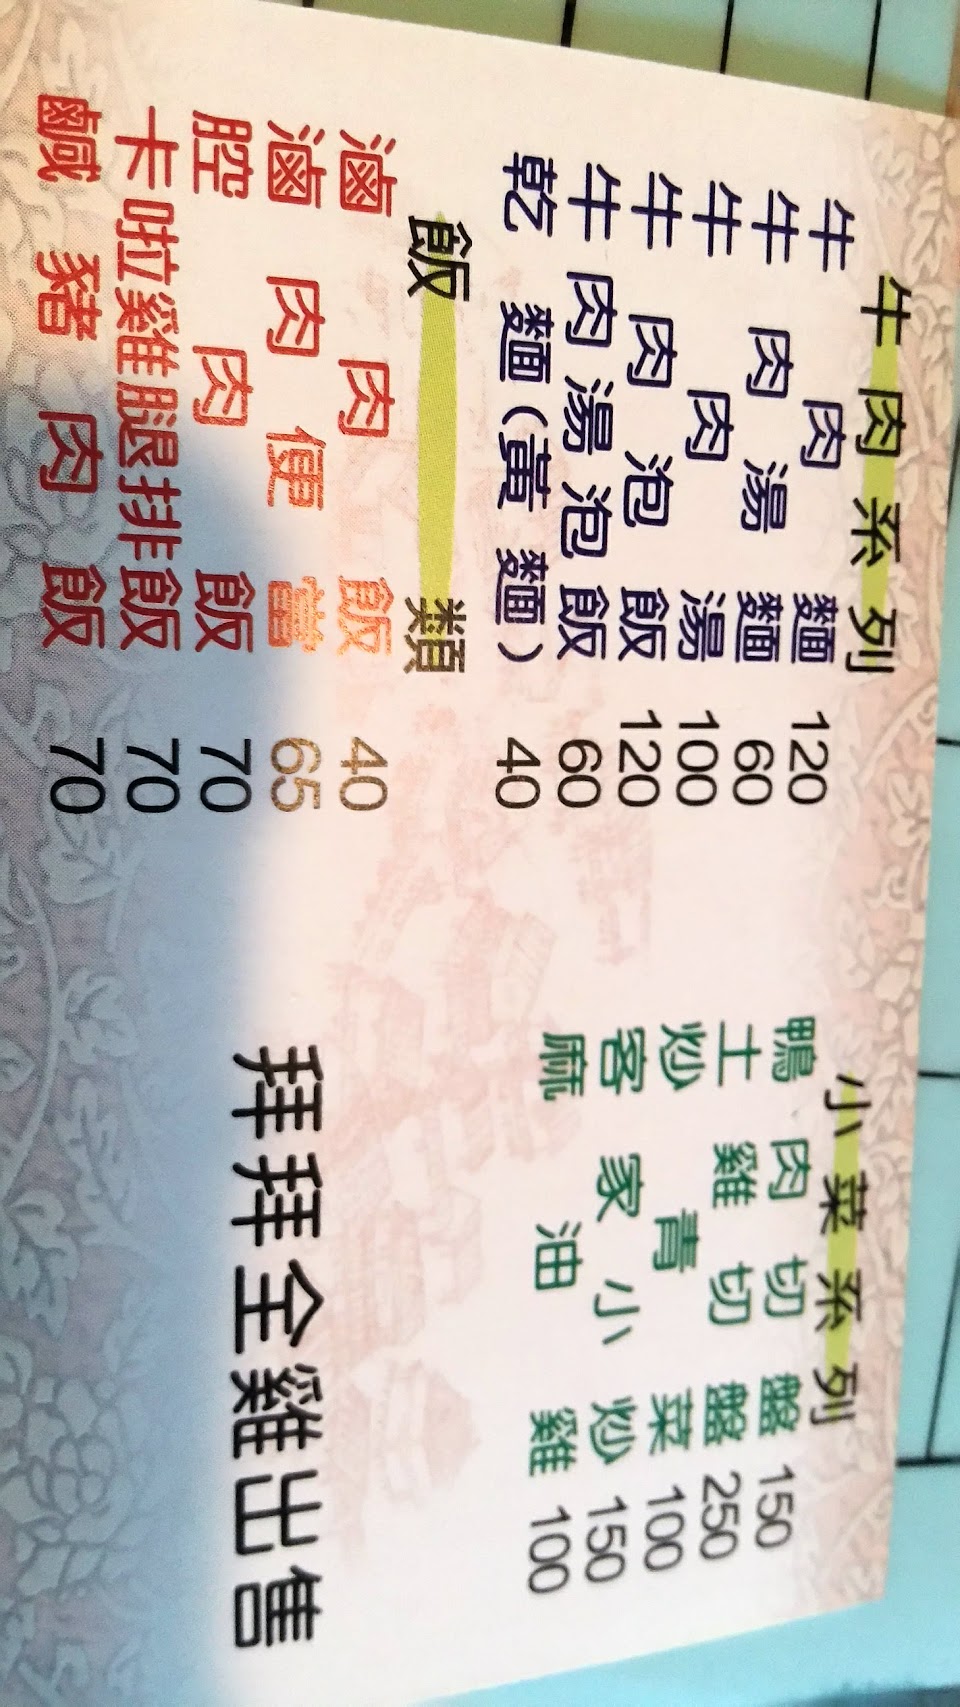 牛肉系列
牛肉麵 120
牛肉湯麵 60
牛肉湯 100
牛肉泡飯 120
牛肉湯泡飯 60
乾麵(黃麵) 40
飯類
滷肉飯 40
滷肉便當 65
腔肉飯 70
卡啦雞腿排飯 70
鹹豬肉飯 70
小菜系列
鴨肉切盤 150
土雞切盤 250
炒青菜 100
客家小炒 150
麻油雞 100
拜拜全雞出售